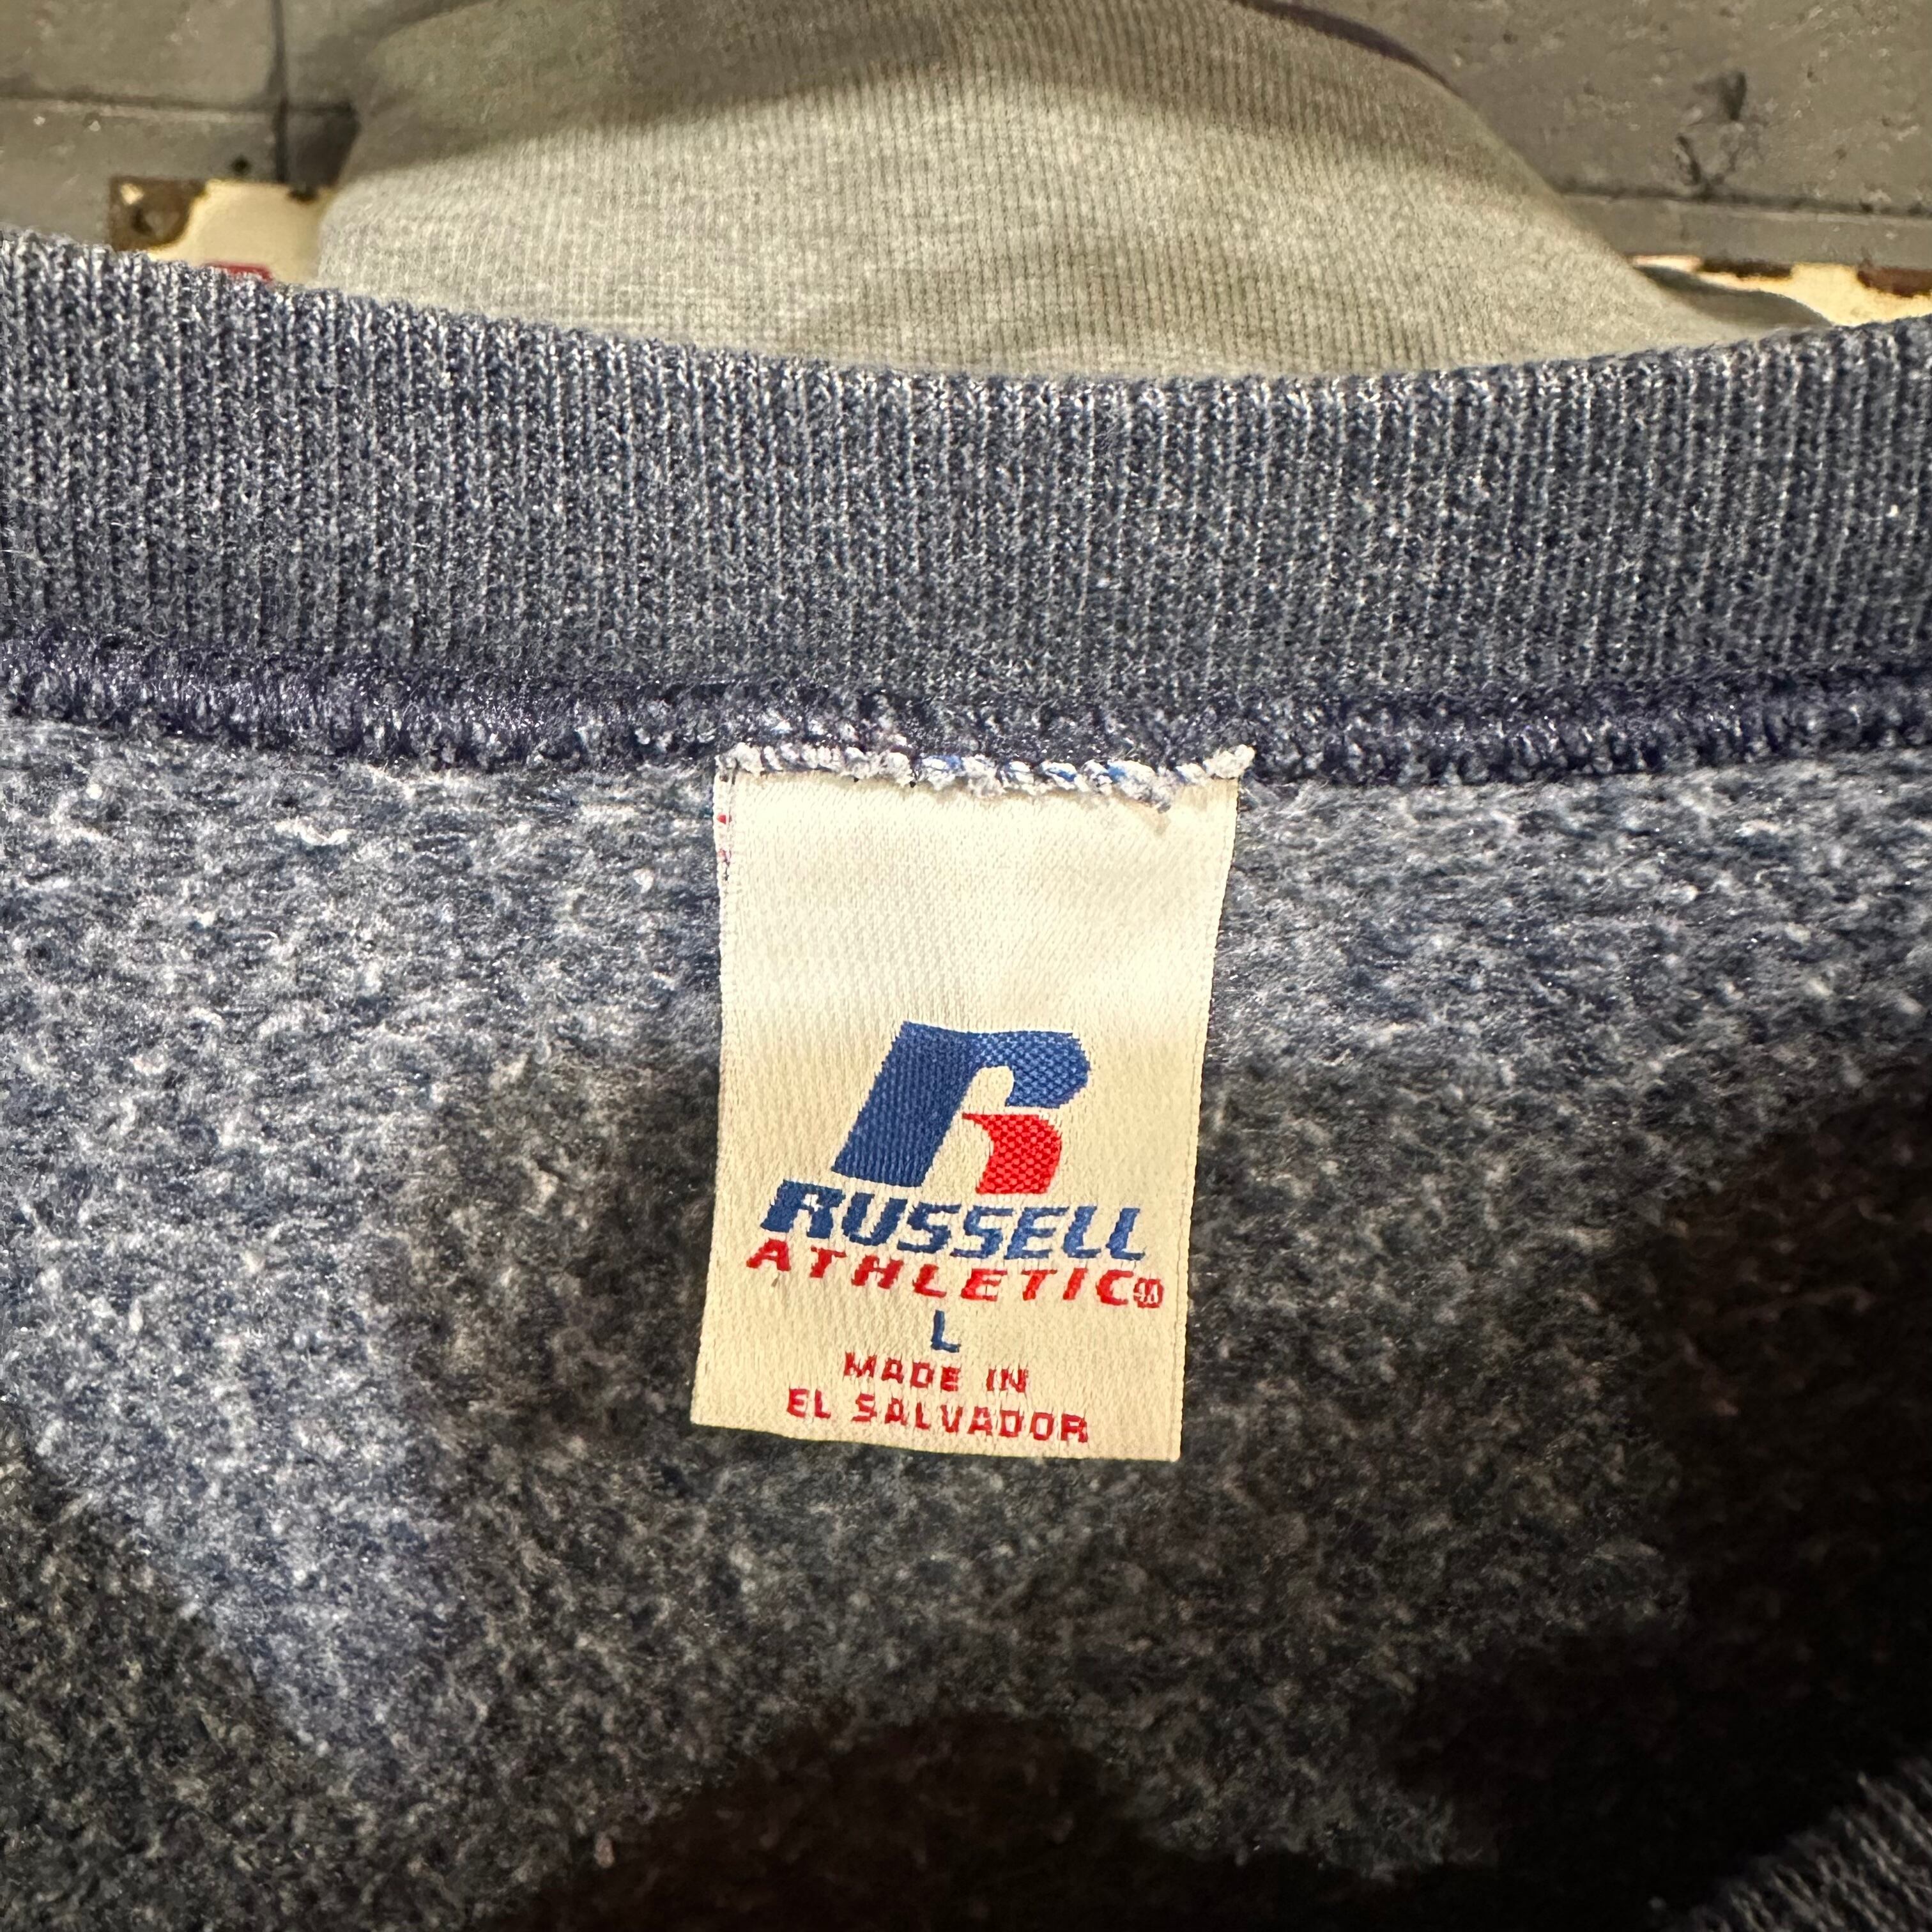 R
RUSSELL
ATHLETIC®
L
MADE IN
EL SALVADOR